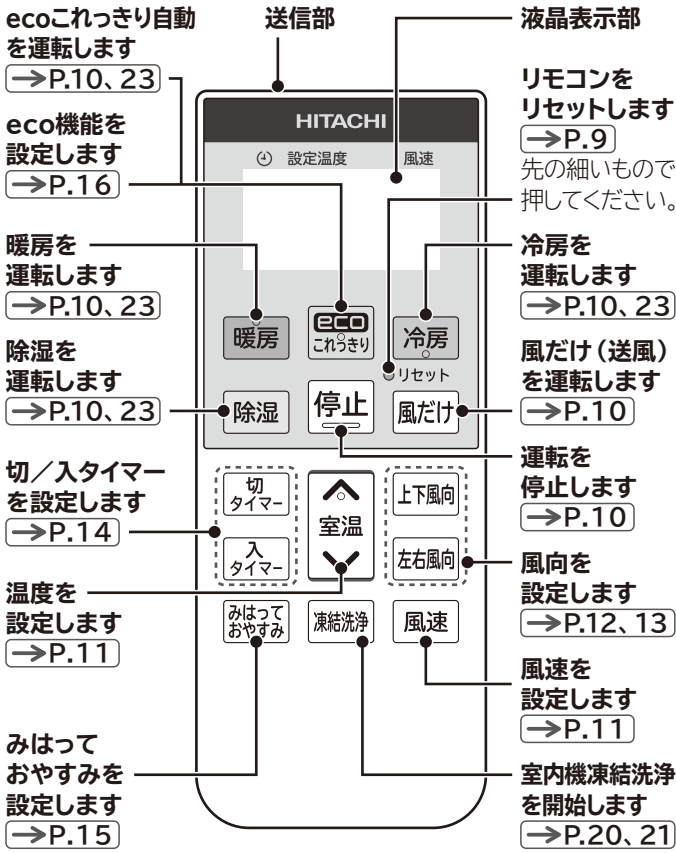 ecoこれっきり自動
を運転します
→P.10、23
eco機能を
設定します
→P.16
暖房を
運転します
→P.10、23
除湿を
運転します
→P.10、23
切／入タイマー
を設定します
→P.14
温度を
設定します
→P.11
みはって
おやすみを
設定します
→P.15
送信部
HITACHI
設定温度 風速
暖房
eco
これっきり
冷房
リセット
除湿
停止
風だけ
切
タイマー
室温
上下風向
入
タイマー
左右風向
みはって
おやすみ
凍結洗浄
風速
液晶表示部
リモコンを
リセットします
→P.9
先の細いもので
押してください。
冷房を
運転します
→P.10、23
風だけ（送風）
を運転します
→P.10
運転を
停止します
→P.10
風向を
設定します
→P.12、13
風速を
設定します
→P.11
室内機凍結洗浄
を開始します
→P.20、21